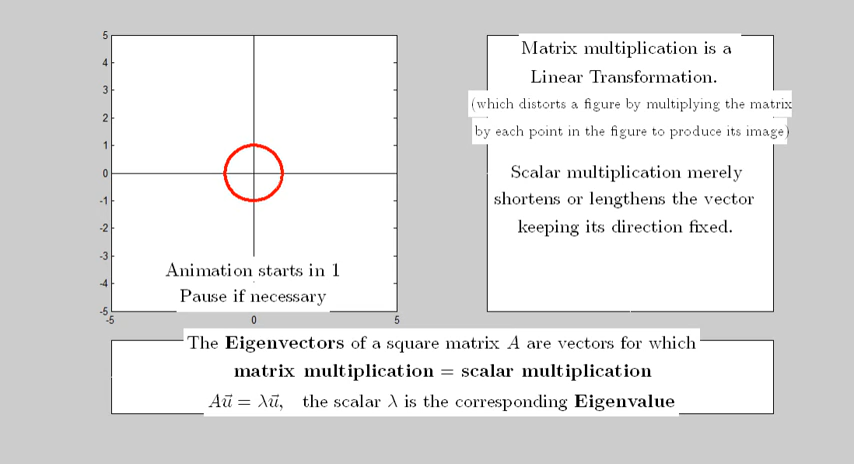 5
4
3
2
1
0
-1
-2
-3
-4
-5
-5 0 5
Animation starts in 1
Pause if necessary
Matrix multiplication is a
Linear Transformation.
(which distorts a figure by multiplying the matrix
by each point in the figure to produce its image)
Scalar multiplication merely
shortens or lengthens the vector
keeping its direction fixed.
The Eigenvectors of a square matrix A are vectors for which
matrix multiplication = scalar multiplication
Au⃗ = λu⃗, the scalar λ is the corresponding Eigenvalue